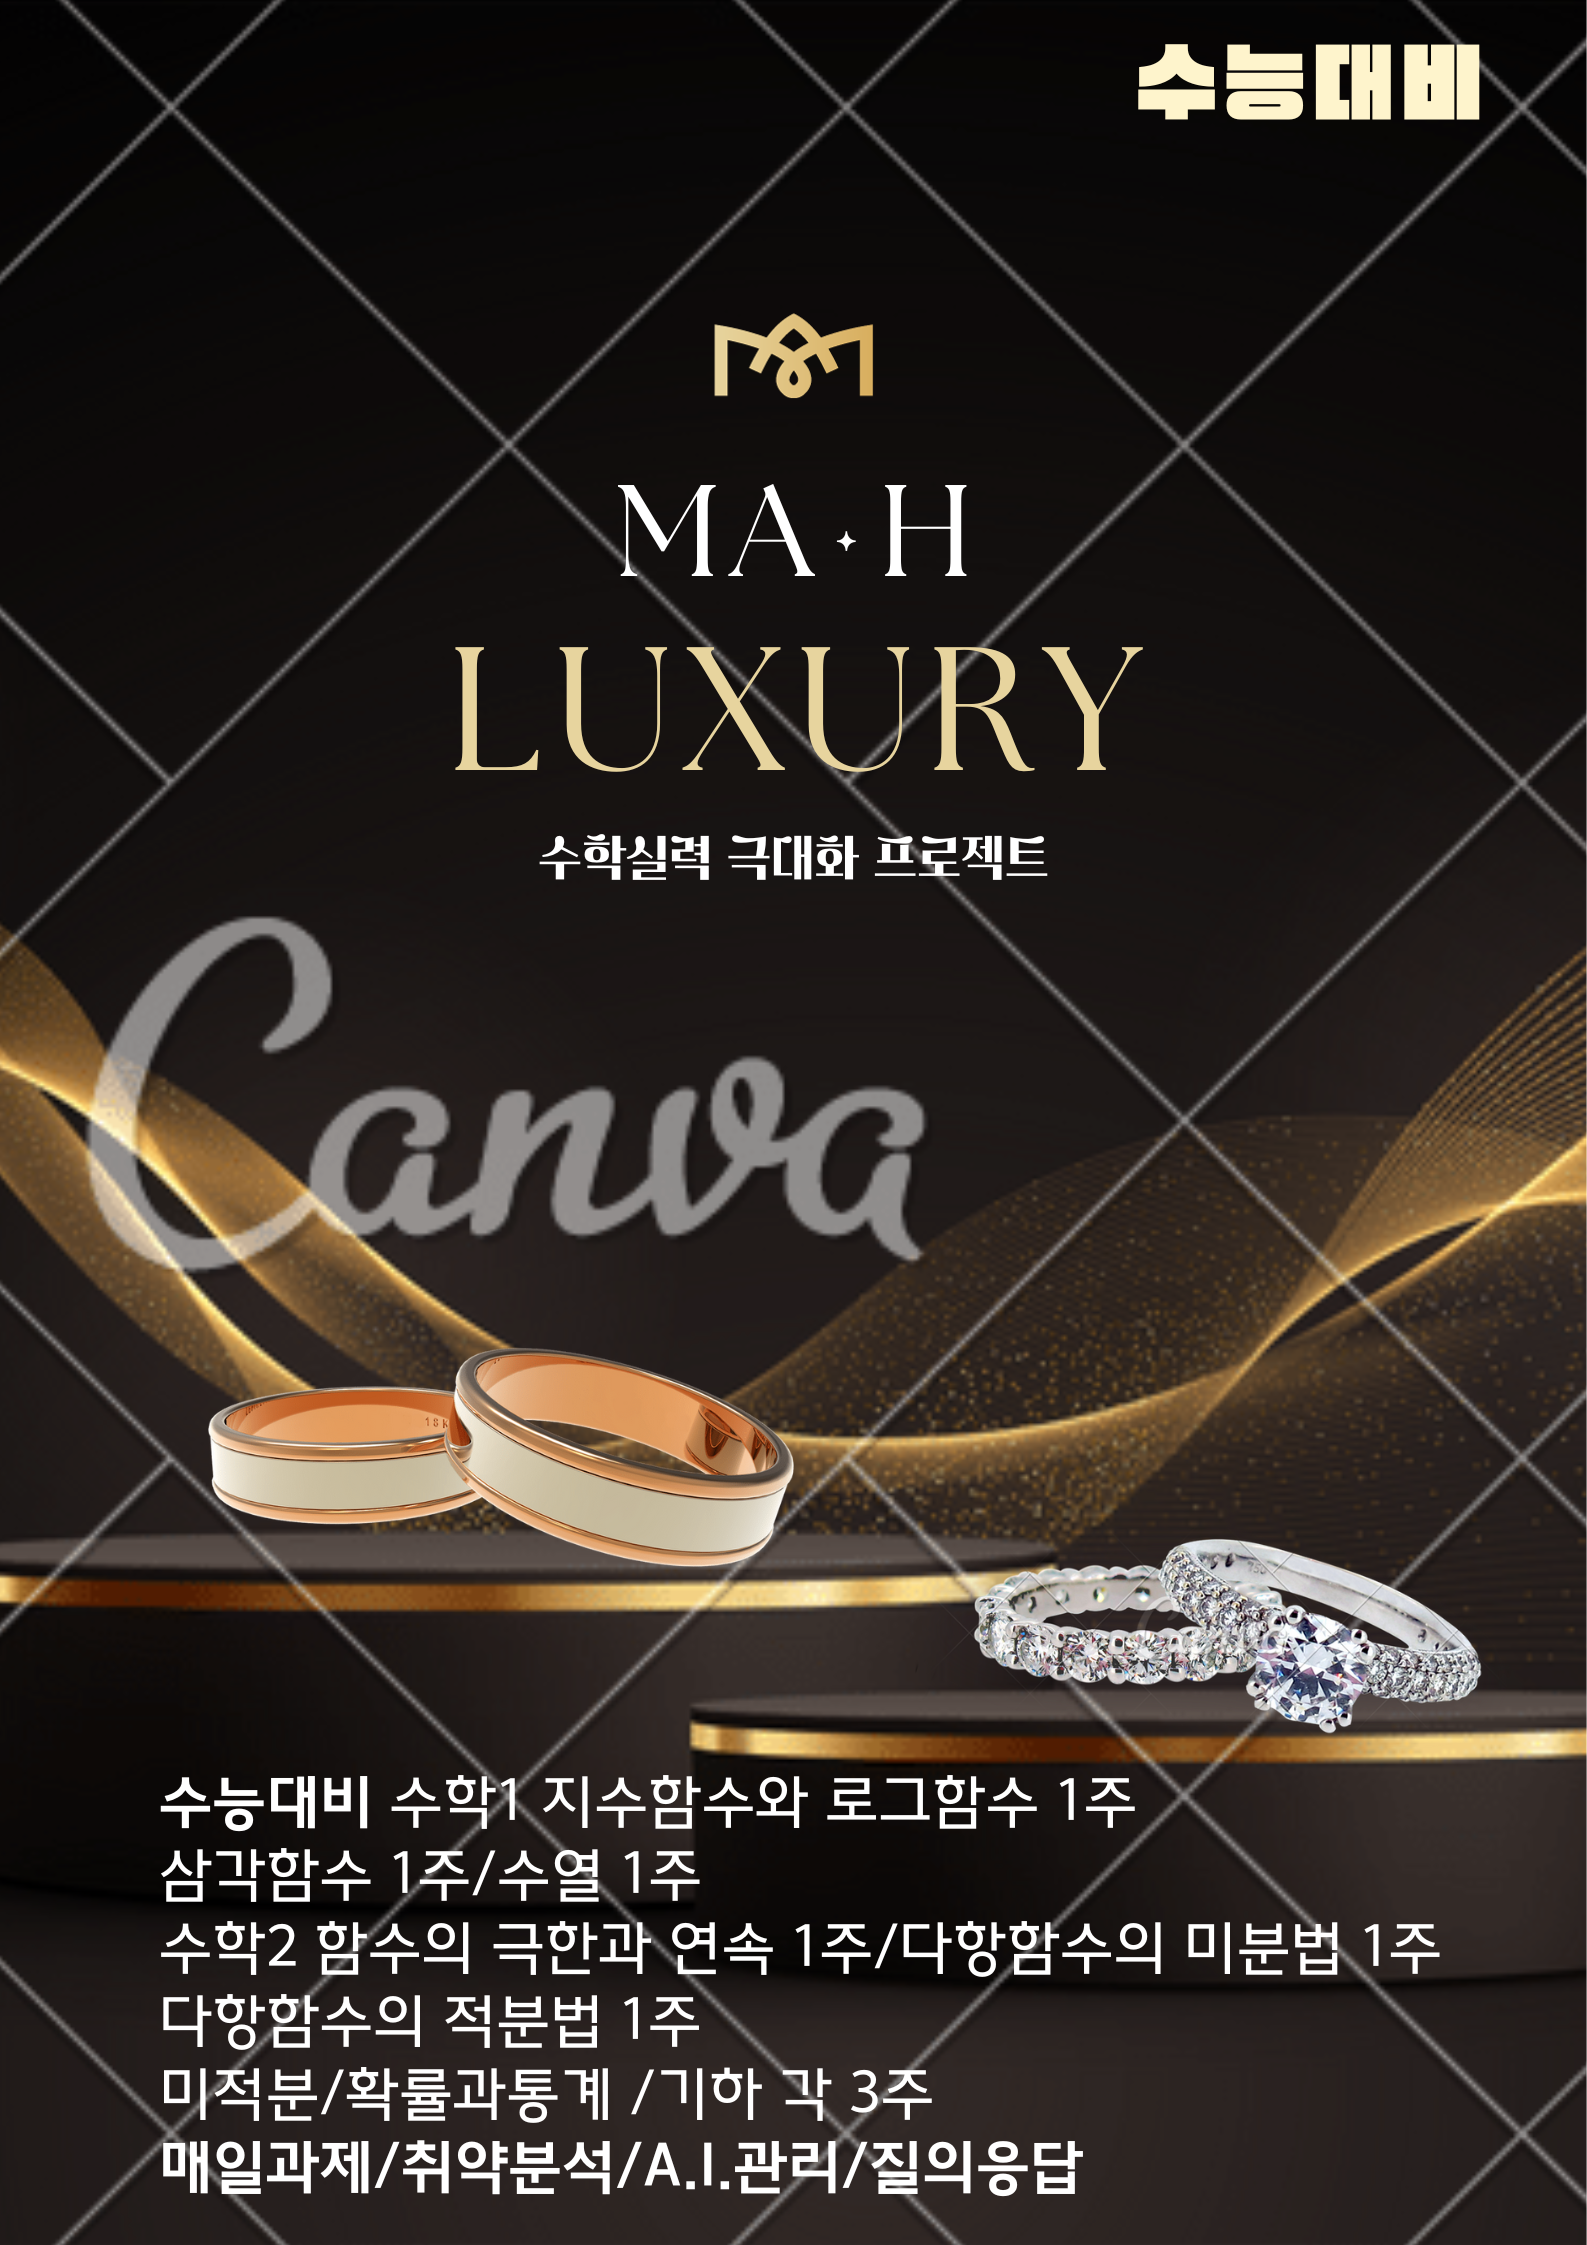 수능대비
MA H
LUXURY
수학실력 극대화 프로젝트
Canva
18K
750
수능대비 수학1 지수함수와 로그함수 1주
삼각함수 1주/수열 1주
수학2 함수의 극한과 연속 1주/다항함수의 미분법 1주
다항함수의 적분법 1주
미적분/확률과통계 /기하 각 3주
매일과제/취약분석/A.I.관리/질의응답